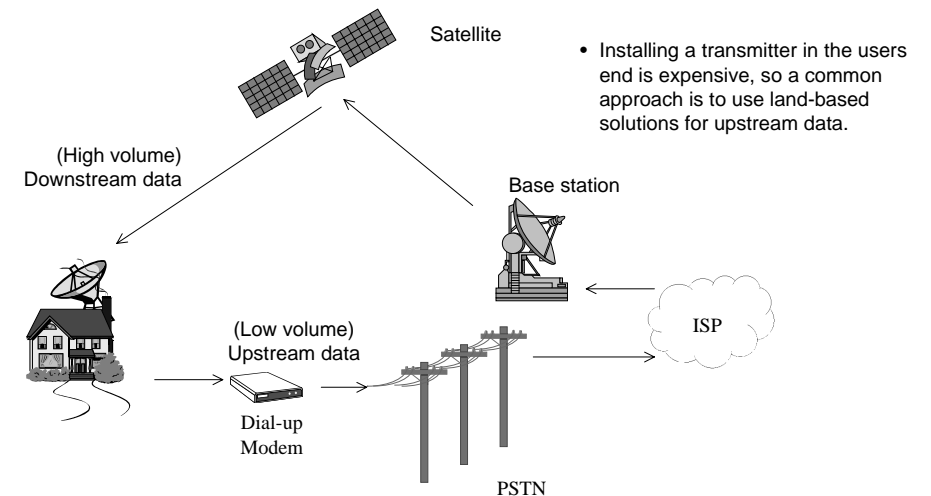 Satellite
• Installing a transmitter in the users
end is expensive, so a common
approach is to use land-based
solutions for upstream data.
(High volume)
Downstream data
Base station
ISP
(Low volume)
Upstream data
Dial-up
Modem
PSTN